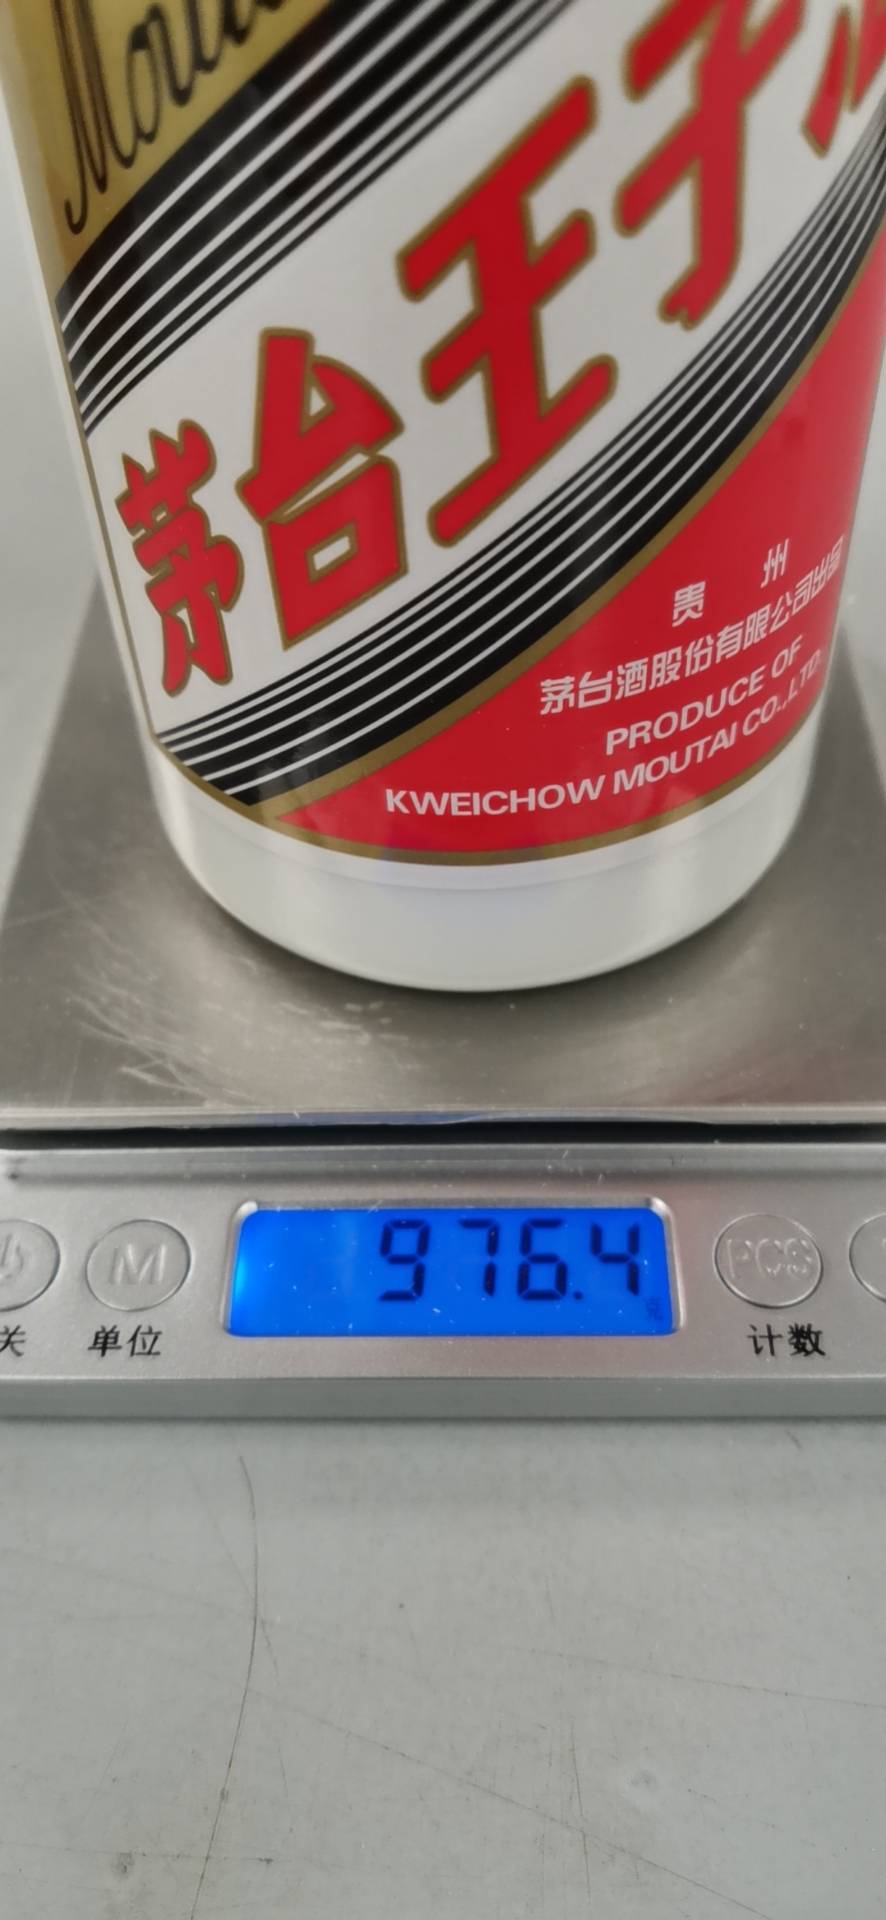 茅台王子
贵 州
茅台酒股份有限公司出品
PRODUCE OF
KWEICHOW MOUTAI CO.,LTD.
976.4
M
PCS
关
单位
计数